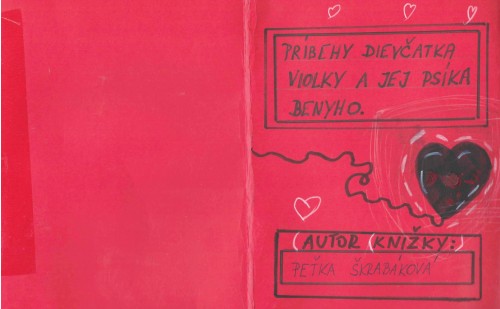 PRÍBEHY DIEVČATKA
VIOLKY A JEJ PSÍKA
BENYHO.
(AUTOR (KNIŽKY:)
PEŤKA ŠKRABÁKOVÁ